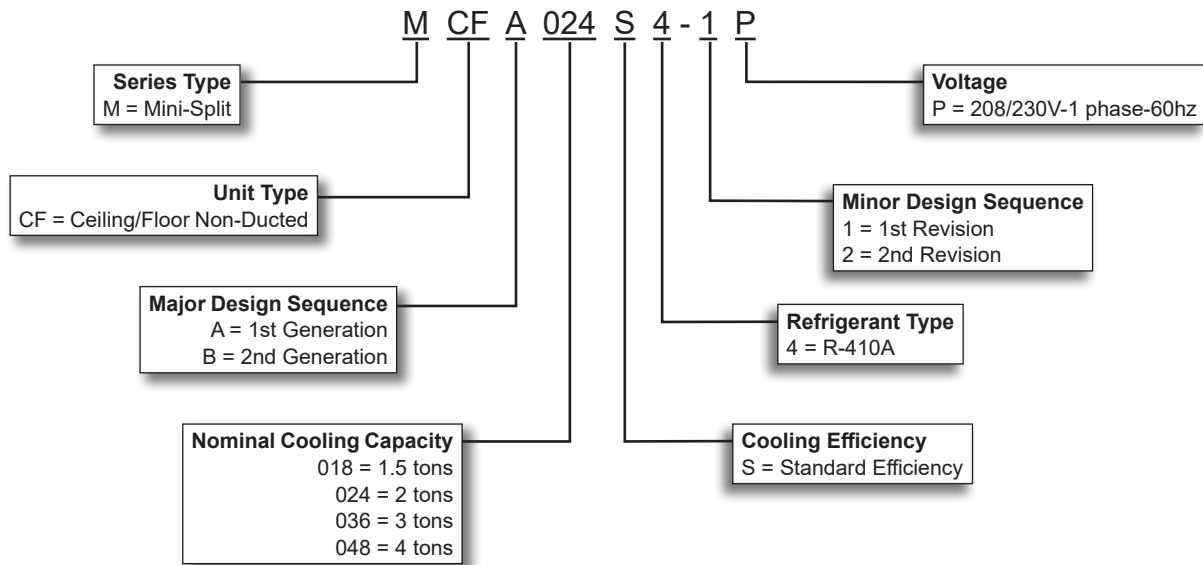 M CF A 024 S 4 - 1 P
Series Type
M = Mini-Split
Voltage
P = 208/230V-1 phase-60hz
Unit Type
CF = Ceiling/Floor Non-Ducted
Minor Design Sequence
1 = 1st Revision
2 = 2nd Revision
Major Design Sequence
A = 1st Generation
B = 2nd Generation
Refrigerant Type
4 = R-410A
Nominal Cooling Capacity
018 = 1.5 tons
024 = 2 tons
036 = 3 tons
048 = 4 tons
Cooling Efficiency
S = Standard Efficiency